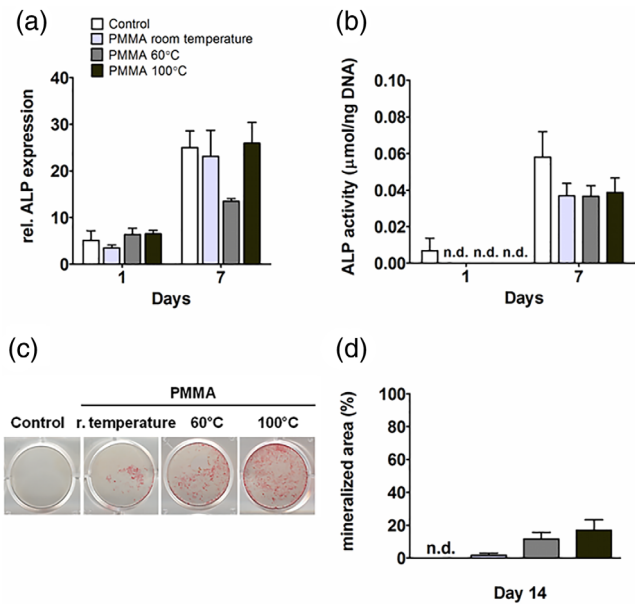 (a)
Control
PMMA room temperature
PMMA 60°C
PMMA 100°C
rel. ALP expression
40
30
20
10
0
1
7
Days
(b)
ALP activity (μmol/ng DNA)
0.10
0.08
0.06
0.04
0.02
0.00
n.d. n.d. n.d.
1
7
Days
(c)
PMMA
Control r. temperature 60°C 100°C
(d)
mineralized area (%)
100
80
60
40
20
0
n.d.
Day 14